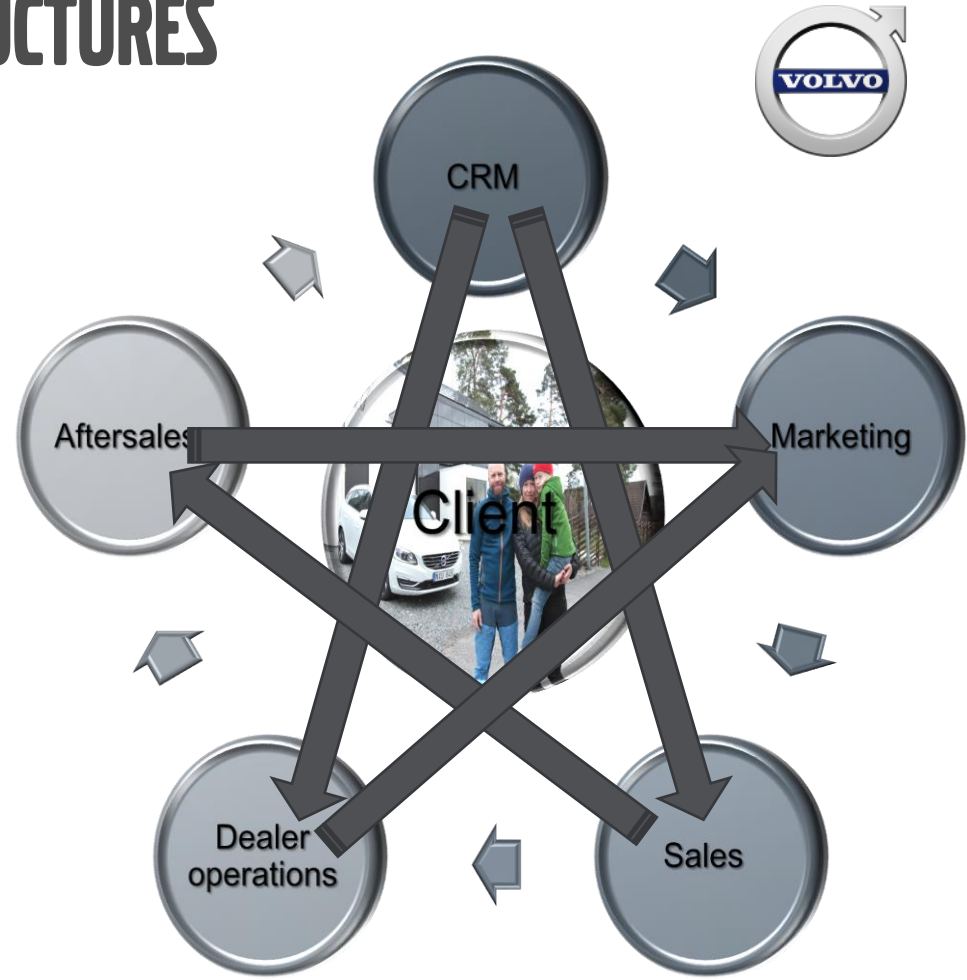 UCTURES
VOLVO
CRM
Aftersales
Marketing
Client
Dealer
operations
Sales